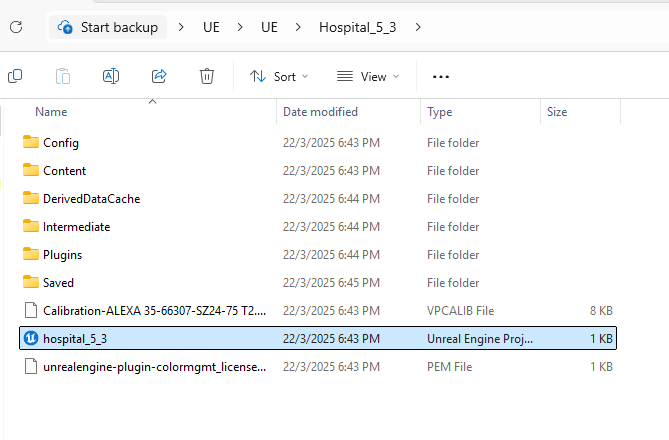 Start backup > UE > UE > Hospital_5_3 >
Sort View ...
Name Date modified Type Size
Config 22/3/2025 6:43 PM File folder
Content 22/3/2025 6:43 PM File folder
DerivedDataCache 22/3/2025 6:44 PM File folder
Intermediate 22/3/2025 6:44 PM File folder
Plugins 22/3/2025 6:44 PM File folder
Saved 22/3/2025 6:45 PM File folder
Calibration-ALEXA 35-66307-SZ24-75 T2.... 22/3/2025 6:43 PM VPCALIB File 8 KB
hospital_5_3 22/3/2025 6:43 PM Unreal Engine Proj... 1 KB
unrealengine-plugin-colormgmt_license... 22/3/2025 6:43 PM PEM File 1 KB